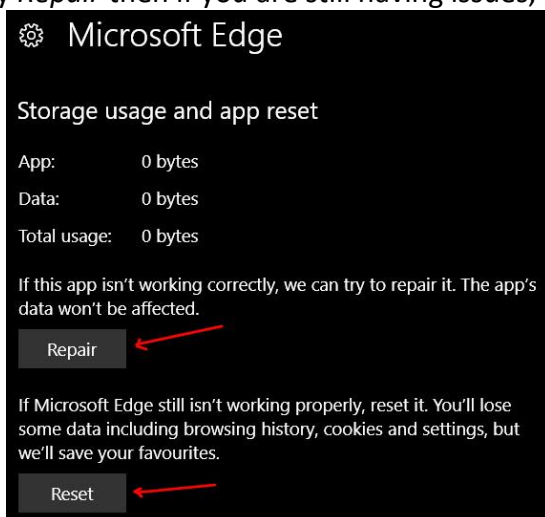 Repair then if you are still having issues,
Microsoft Edge
Storage usage and app reset
App: 0 bytes
Data: 0 bytes
Total usage: 0 bytes
If this app isn't working correctly, we can try to repair it. The app's
data won't be affected.
Repair
If Microsoft Edge still isn't working properly, reset it. You'll lose
some data including browsing history, cookies and settings, but
we'll save your favourites.
Reset